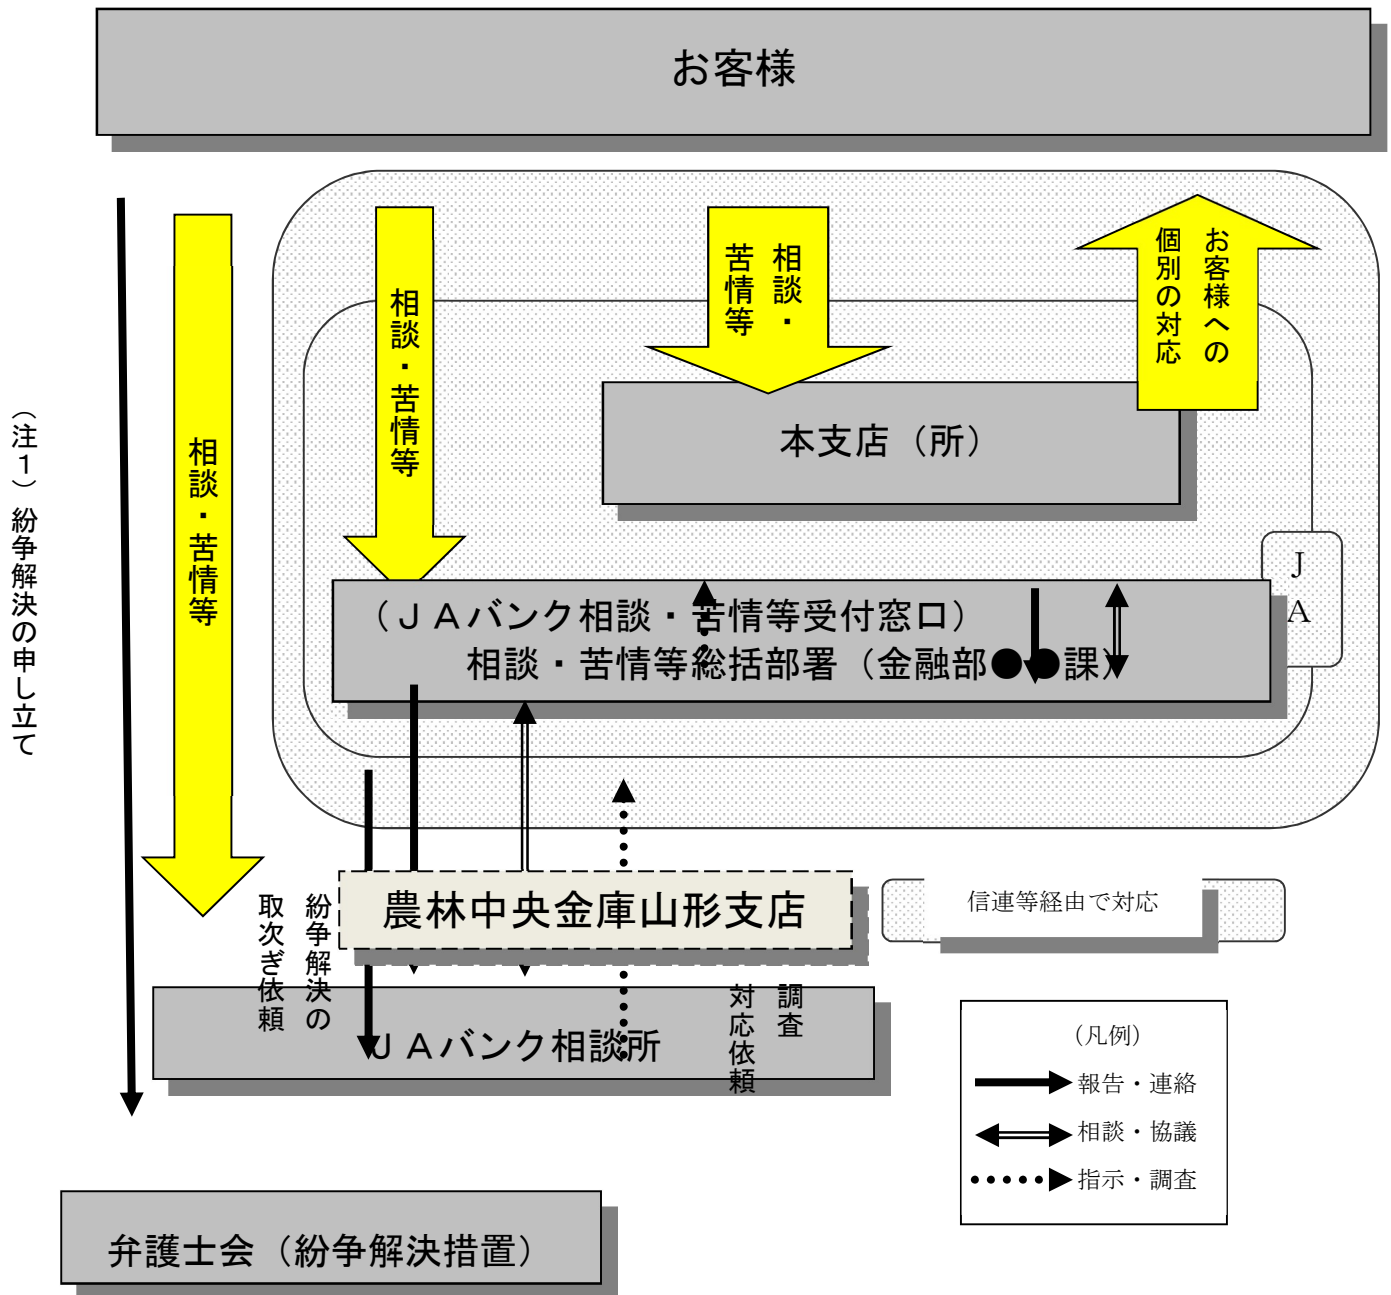 お客様
(注1)紛争解決の申し立て
相談・苦情等
相談・苦情等
相談・
苦情等
お客様への
個別の対応
本支店(所)
JA
(JAバンク相談・苦情等受付窓口)
相談・苦情等総括部署(金融部●●課)
農林中央金庫山形支店
信連等経由で対応
紛争解決の
取次ぎ依頼
調査
対応依頼
JAバンク相談所
(凡例)
報告・連絡
相談・協議
指示・調査
弁護士会(紛争解決措置)